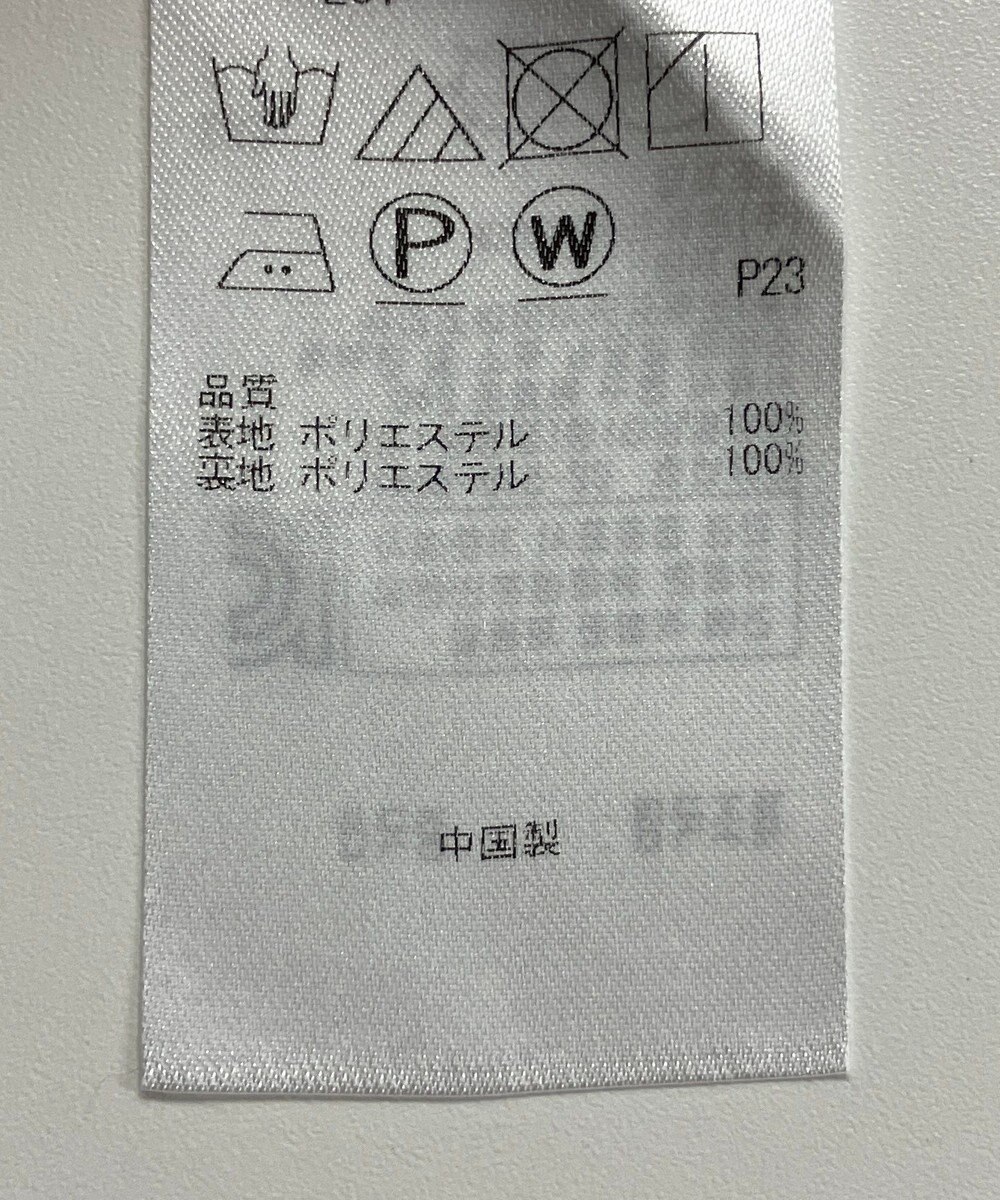 P
W
P23
品質
表地 ポリエステル 100%
裏地 ポリエステル 100%
中国製